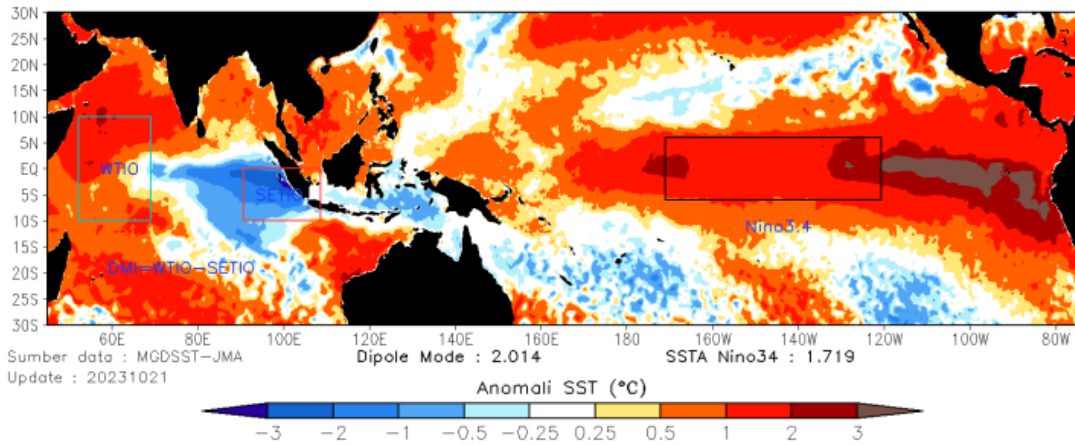 30N
25N
20N
15N
10N
5N
EQ
5S
10S
15S
20S
25S
30S
WTIO
SETIO
Nino3.4
DMI=WTIO-SETIO
60E 80E 100E 120E 140E 160E 180 160W 140W 120W 100W 80W
Sumber data : MGDSST-JMA Dipole Mode : 2.014 SSTA Nino34 : 1.719
Update : 20231021
Anomali SST (°C)
-3 -2 -1 -0.5 -0.25 0.25 0.5 1 2 3